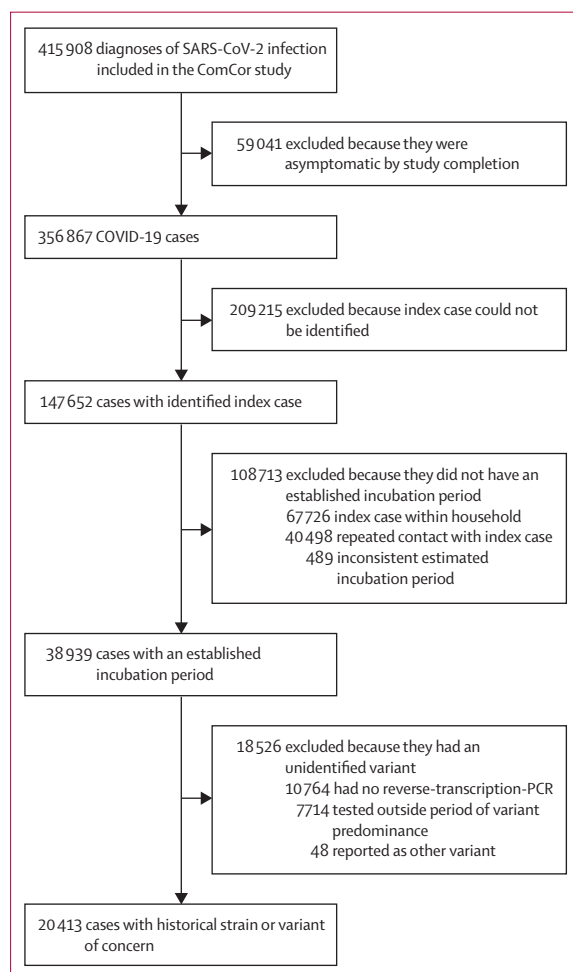 415 908 diagnoses of SARS-CoV-2 infection
included in the ComCor study
59 041 excluded because they were
asymptomatic by study completion
356 867 COVID-19 cases
209 215 excluded because index case could not
be identified
147 652 cases with identified index case
108 713 excluded because they did not have an
established incubation period
67 726 index case within household
40 498 repeated contact with index case
489 inconsistent estimated
incubation period
38 939 cases with an established
incubation period
18 526 excluded because they had an
unidentified variant
10 764 had no reverse-transcription-PCR
7714 tested outside period of variant
predominance
48 reported as other variant
20 413 cases with historical strain or variant
of concern